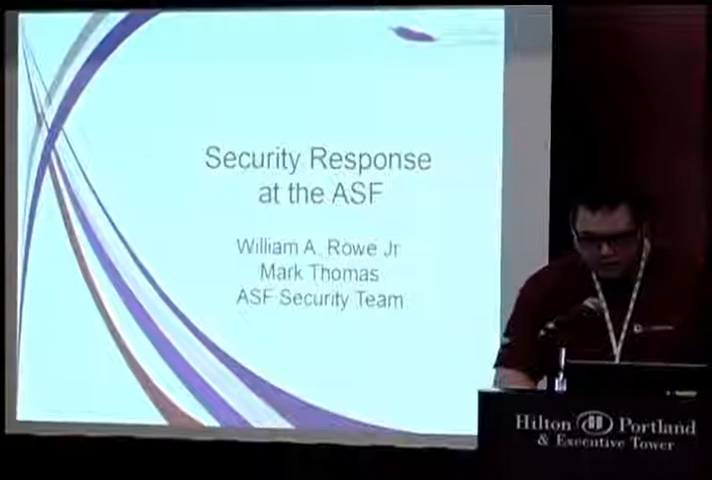 Security Response
at the ASF
William A. Rowe Jr
Mark Thomas
ASF Security Team
Hilton Portland
& Executive Tower